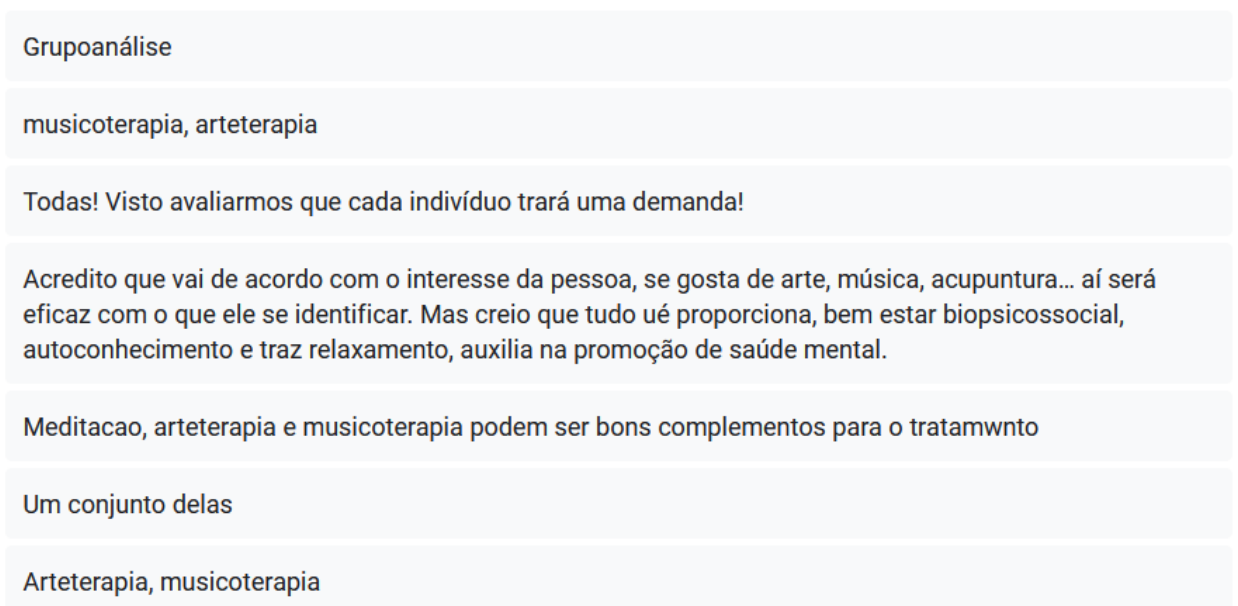 Grupoanálise
musicoterapia, arteterapia
Todas! Visto avaliarmos que cada indivíduo trará uma demanda!
Acredito que vai de acordo com o interesse da pessoa, se gosta de arte, música, acupuntura... aí será
eficaz com o que ele se identificar. Mas creio que tudo ué proporciona, bem estar biopsicossocial,
autoconhecimento e traz relaxamento, auxilia na promoção de saúde mental.
Meditacao, arteterapia e musicoterapia podem ser bons complementos para o tratamwnto
Um conjunto delas
Arteterapia, musicoterapia